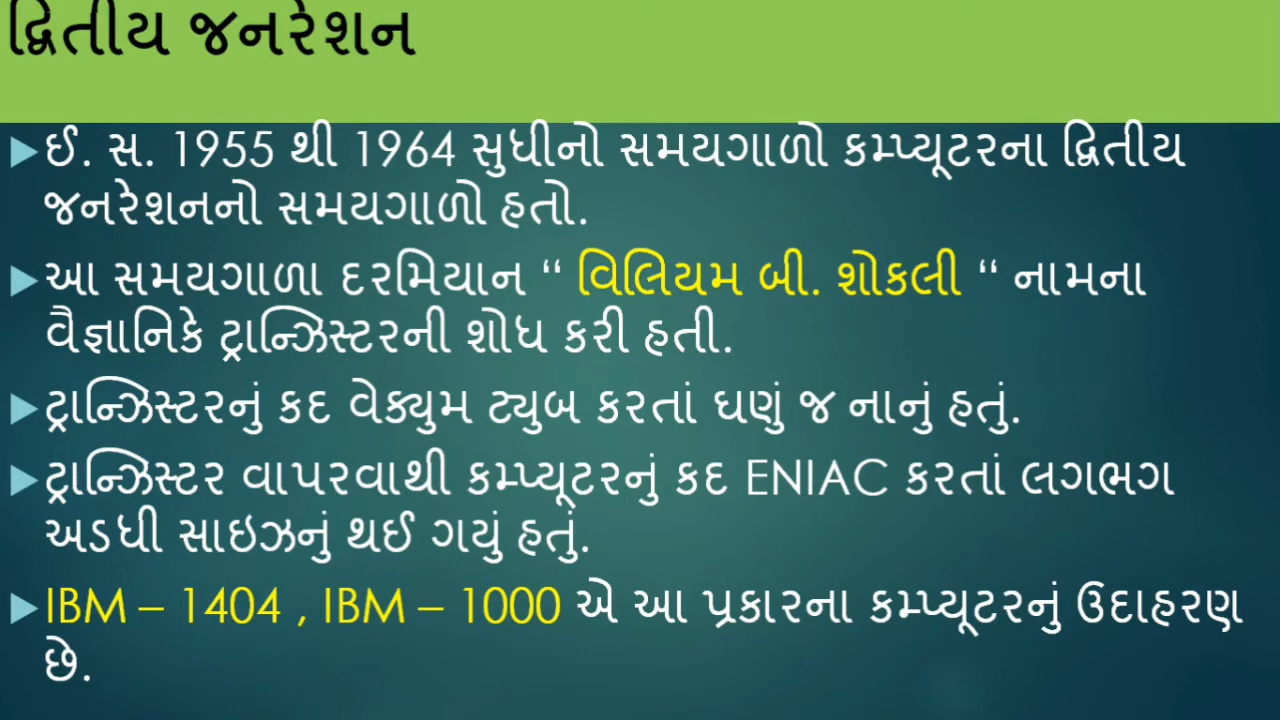 દ્વિતીય જનરેશન
ઈ. સ. 1955 થી 1964 સુધીનો સમયગાળો કમ્પ્યૂટરના દ્વિતીય
જનરેશનનો સમયગાળો હતો.
આ સમયગાળા દરમિયાન “ વિલિયમ બી. શોકલી “ નામના
વૈજ્ઞાનિકે ટ્રાન્ઝિસ્ટરની શોધ કરી હતી.
ટ્રાન્ઝિસ્ટરનું કદ વેક્યુમ ટ્યુબ કરતાં ઘણું જ નાનું હતું.
ટ્રાન્ઝિસ્ટર વાપરવાથી કમ્પ્યૂટરનું કદ ENIAC કરતાં લગભગ
અડધી સાઇઝનું થઈ ગયું હતું.
IBM – 1404 , IBM – 1000 એ આ પ્રકારના કમ્પ્યૂટરનું ઉદાહરણ
છે.